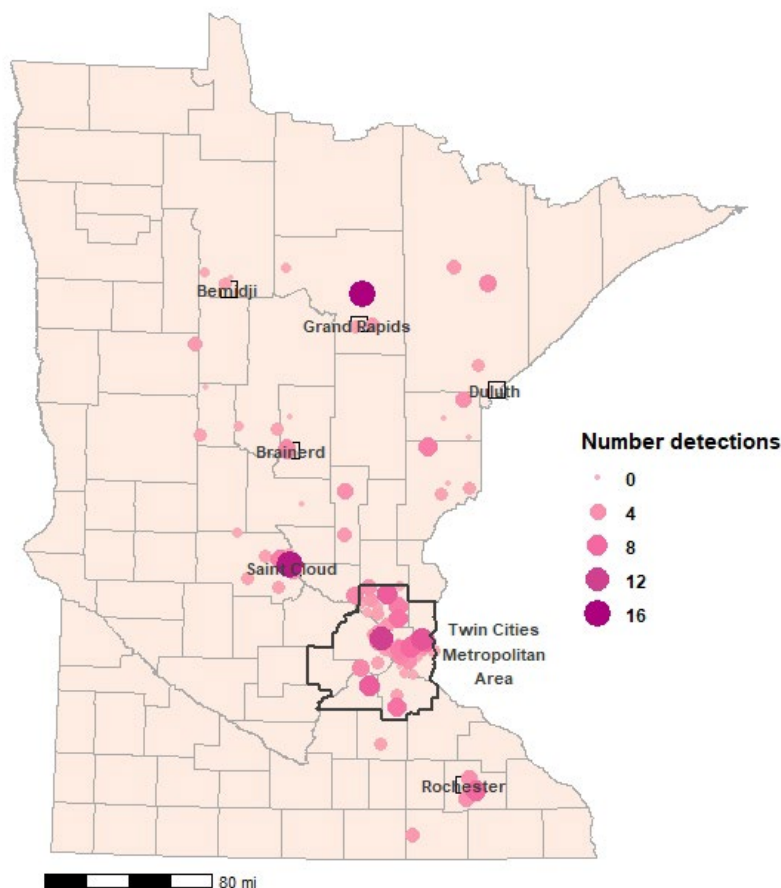 Bemidji
Grand Rapids
Duluth
Number detections
0
4
8
12
16
Brainerd
Saint Cloud
Twin Cities
Metropolitan
Area
Rochester
80 mi